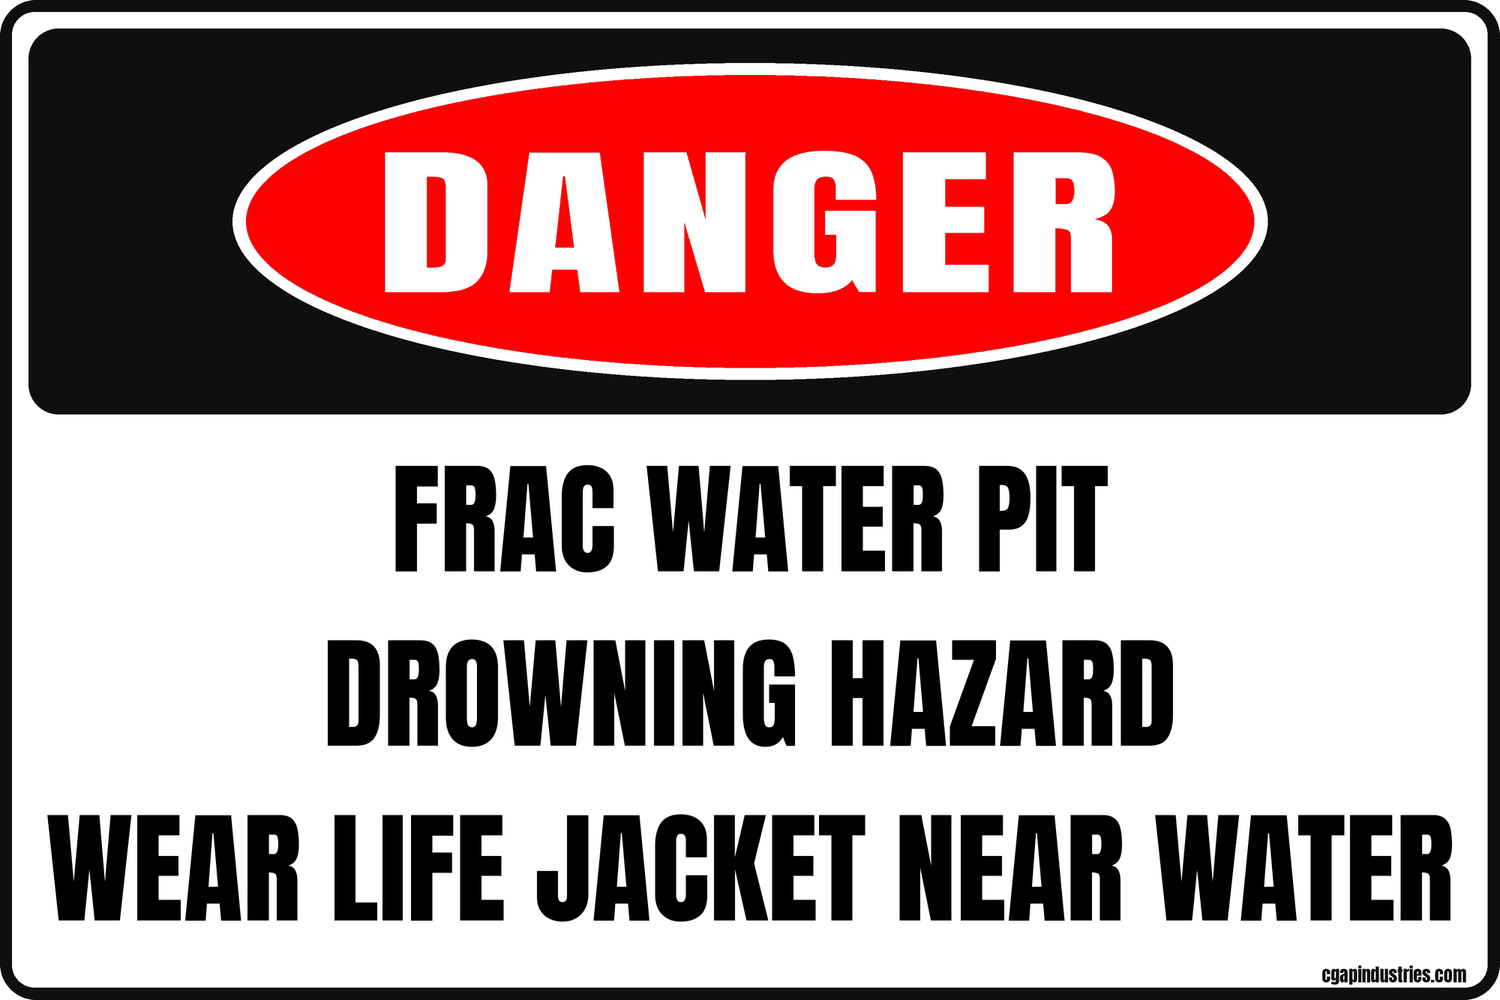 DANGER
FRAC WATER PIT
DROWNING HAZARD
WEAR LIFE JACKET NEAR WATER
cgapindustries.com